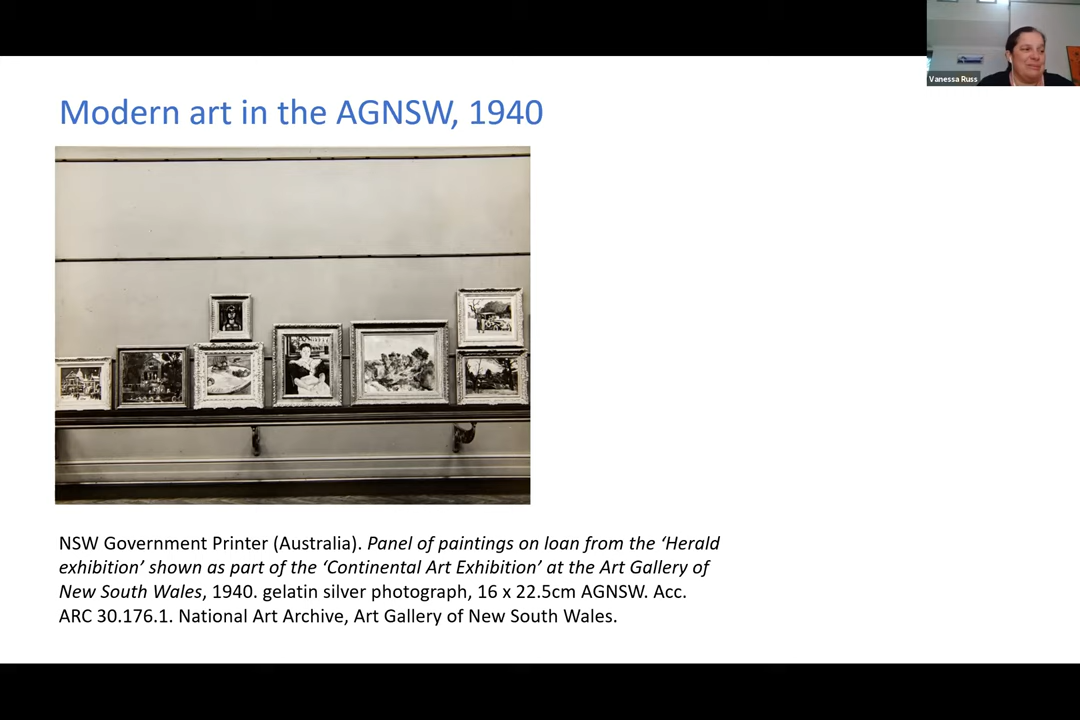 Vanessa Russ
Modern art in the AGNSW, 1940
NSW Government Printer (Australia). Panel of paintings on loan from the ‘Herald
exhibition’ shown as part of the ‘Continental Art Exhibition’ at the Art Gallery of
New South Wales, 1940. gelatin silver photograph, 16 x 22.5cm AGNSW. Acc.
ARC 30.176.1. National Art Archive, Art Gallery of New South Wales.